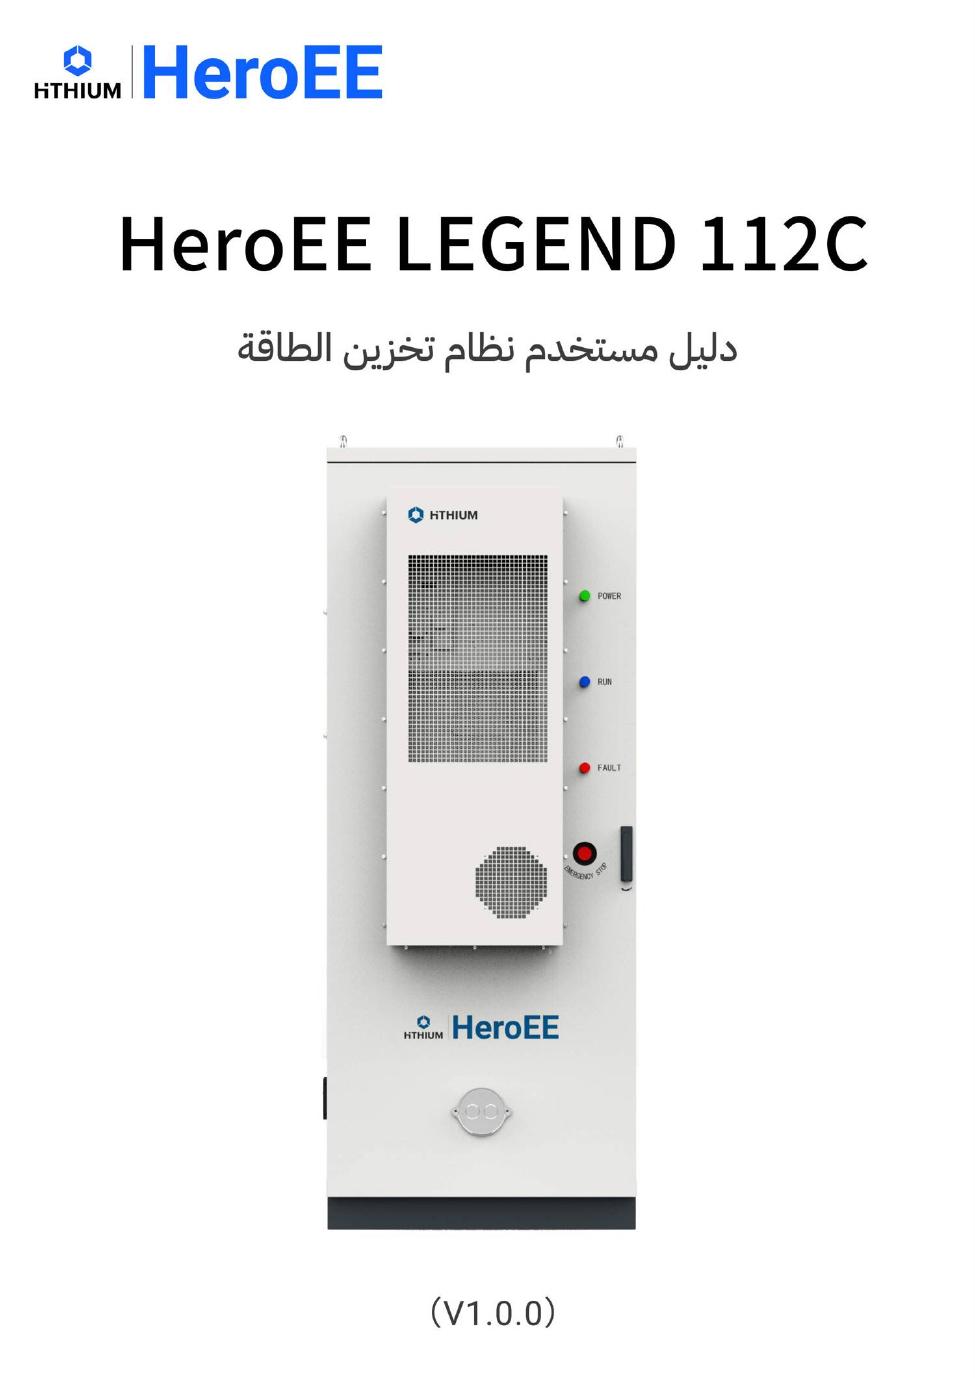 HiTHIUM HeroEE
HeroEE LEGEND 112C
دليل مستخدم نظام تخزين الطاقة
HiTHIUM
POWER
RUN
FAULT
EMERGENCY STOP
HiTHIUM HeroEE
(V1.0.0)